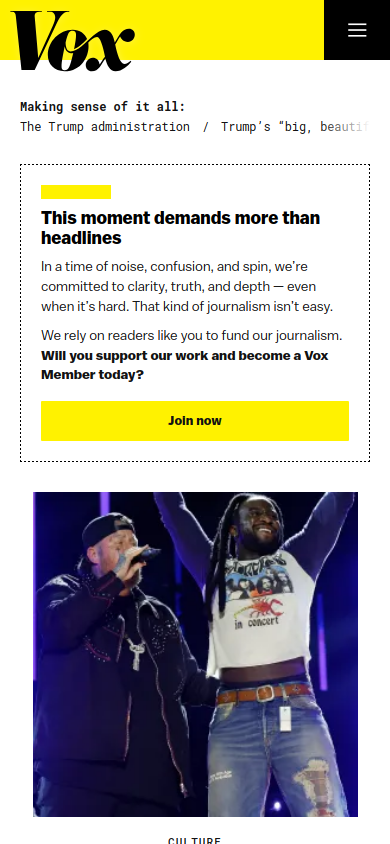 Vox
Making sense of it all:
The Trump administration / Trump's "big, beautif
This moment demands more than
headlines
In a time of noise, confusion, and spin, we're
committed to clarity, truth, and depth — even
when it's hard. That kind of journalism isn't easy.
We rely on readers like you to fund our journalism.
Will you support our work and become a Vox
Member today?
Join now
in concert
CULTURE